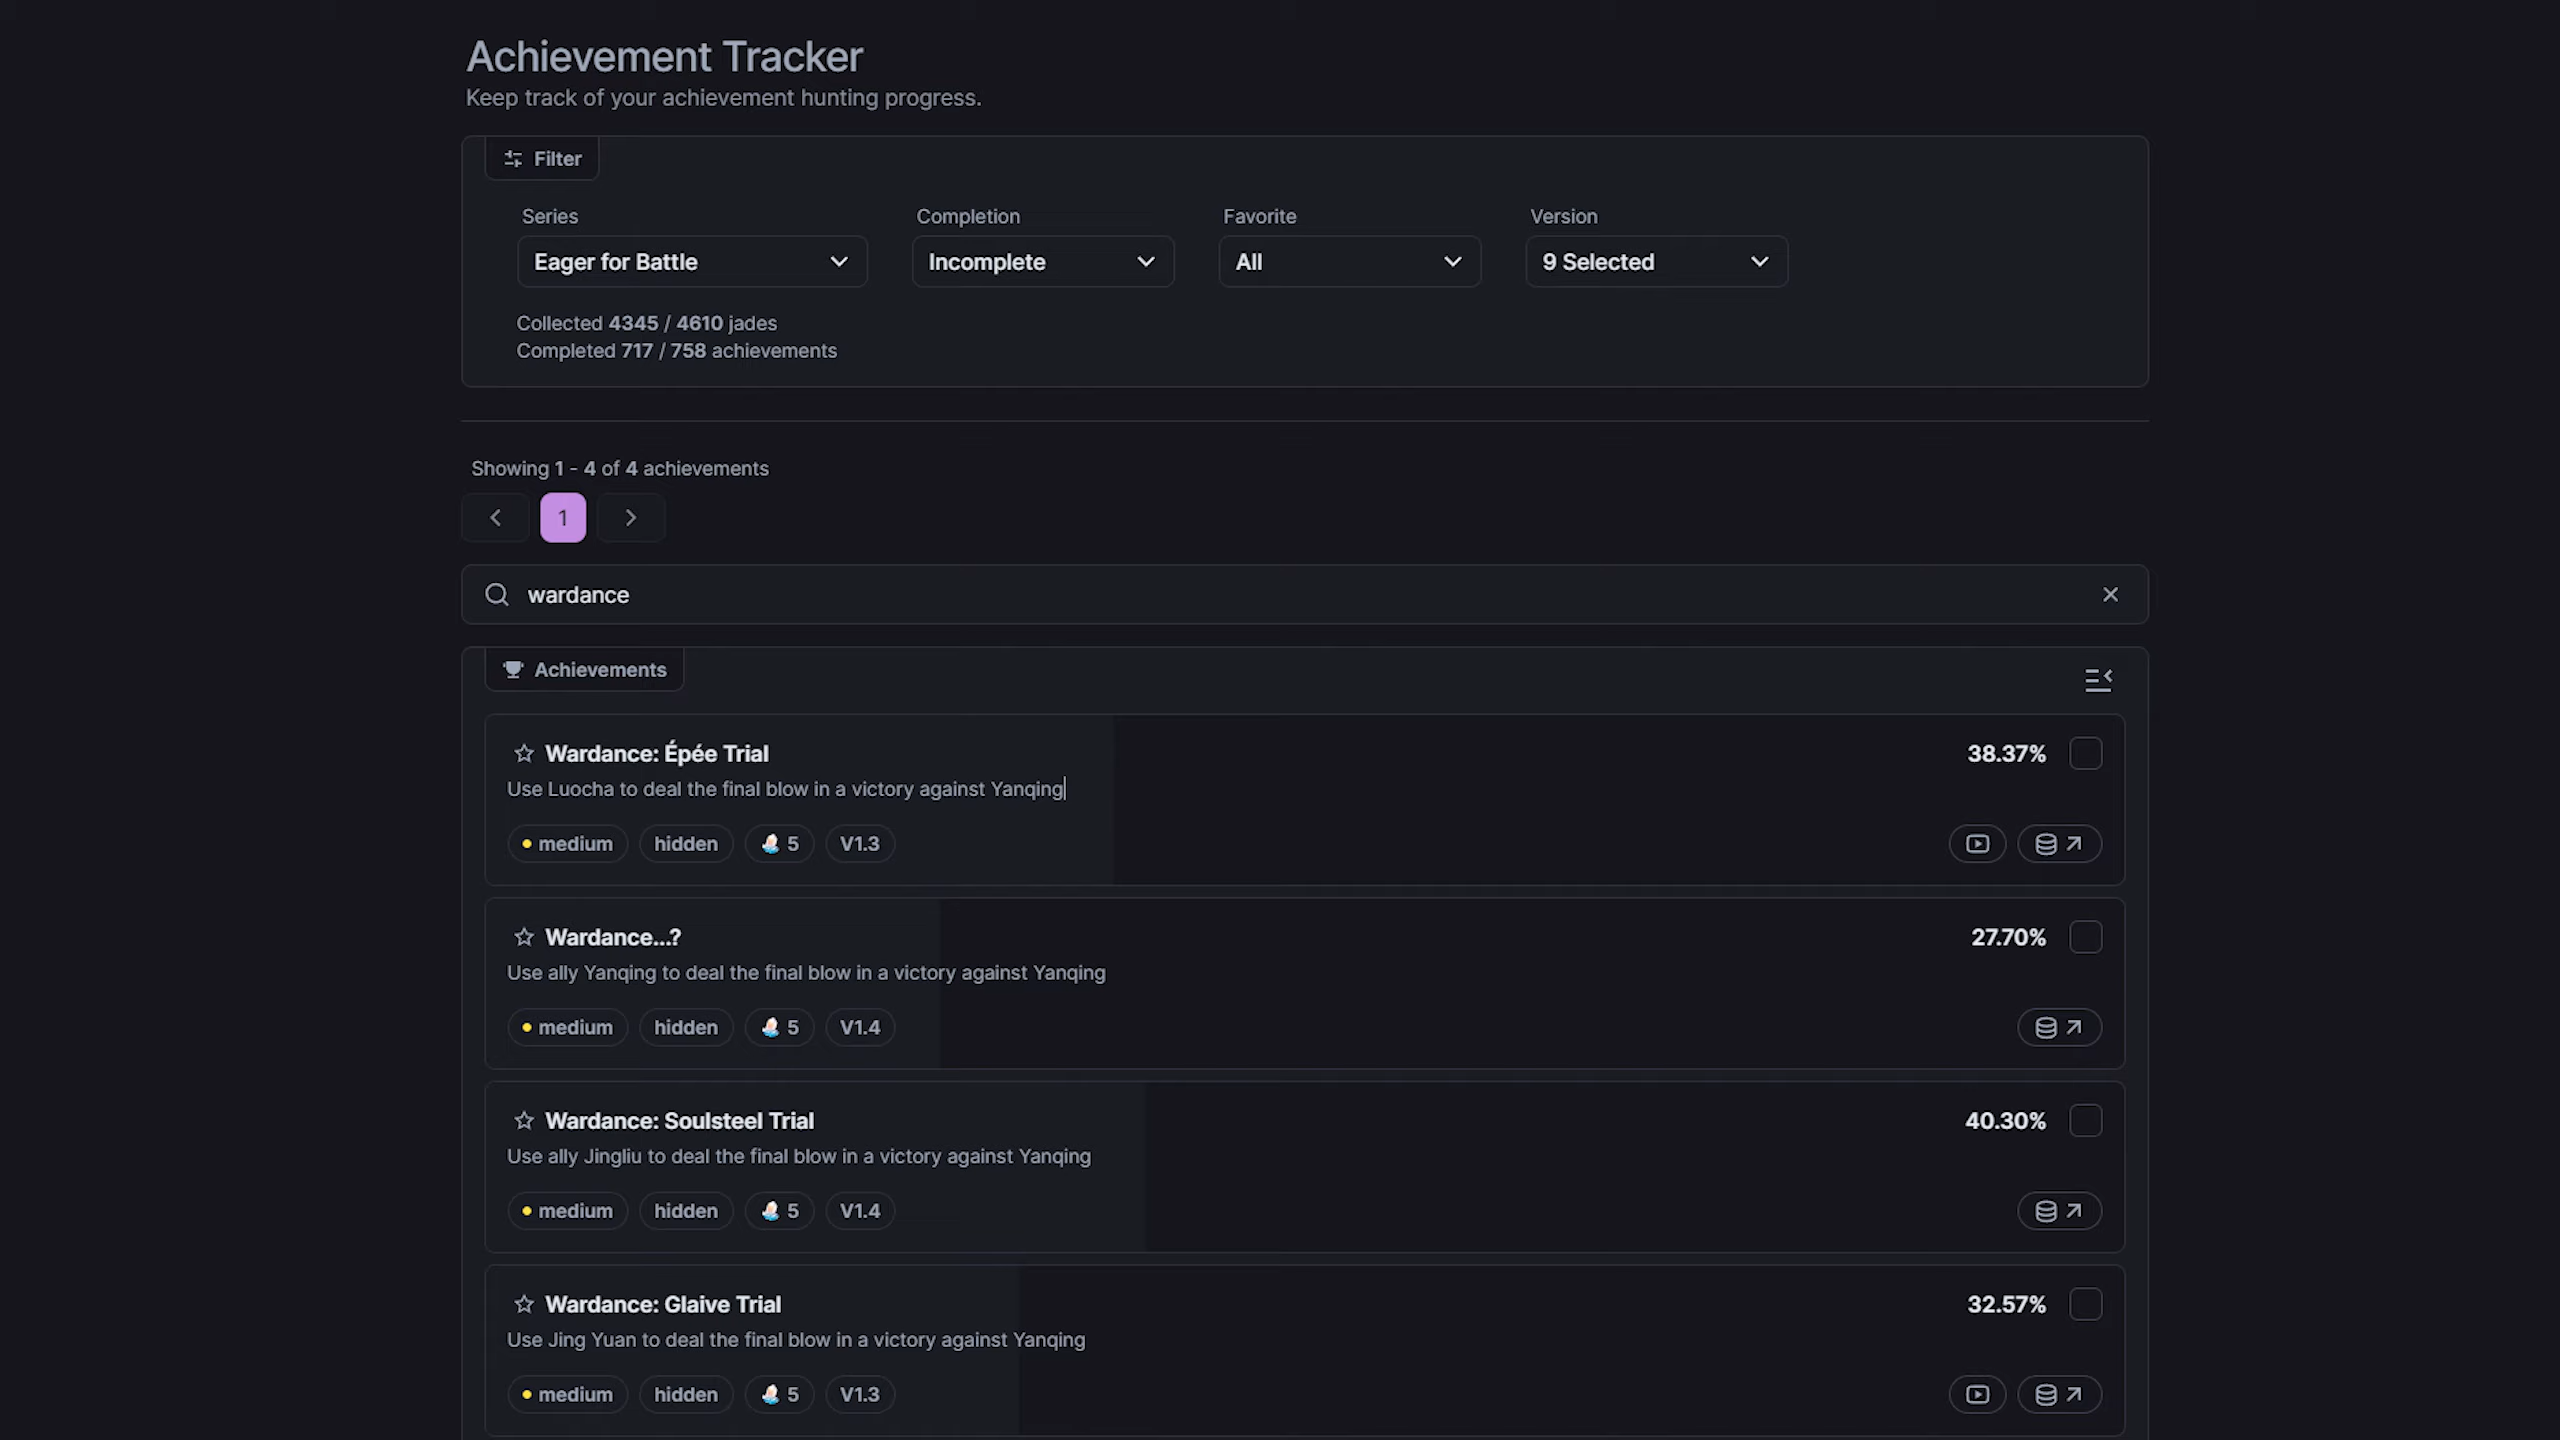 Achievement Tracker
Keep track of your achievement hunting progress.
Filter
Series Completion Favorite Version
Eager for Battle Incomplete All 9 Selected
Collected 4345 / 4610 jades
Completed 717 / 758 achievements
Showing 1 - 4 of 4 achievements
1
wardance
Achievements
Wardance: Épée Trial 38.37%
Use Luocha to deal the final blow in a victory against Yanqing
medium hidden 5 V1.3
Wardance...? 27.70%
Use ally Yanqing to deal the final blow in a victory against Yanqing
medium hidden 5 V1.4
Wardance: Soulsteel Trial 40.30%
Use ally Jingliu to deal the final blow in a victory against Yanqing
medium hidden 5 V1.4
Wardance: Glaive Trial 32.57%
Use Jing Yuan to deal the final blow in a victory against Yanqing
medium hidden 5 V1.3